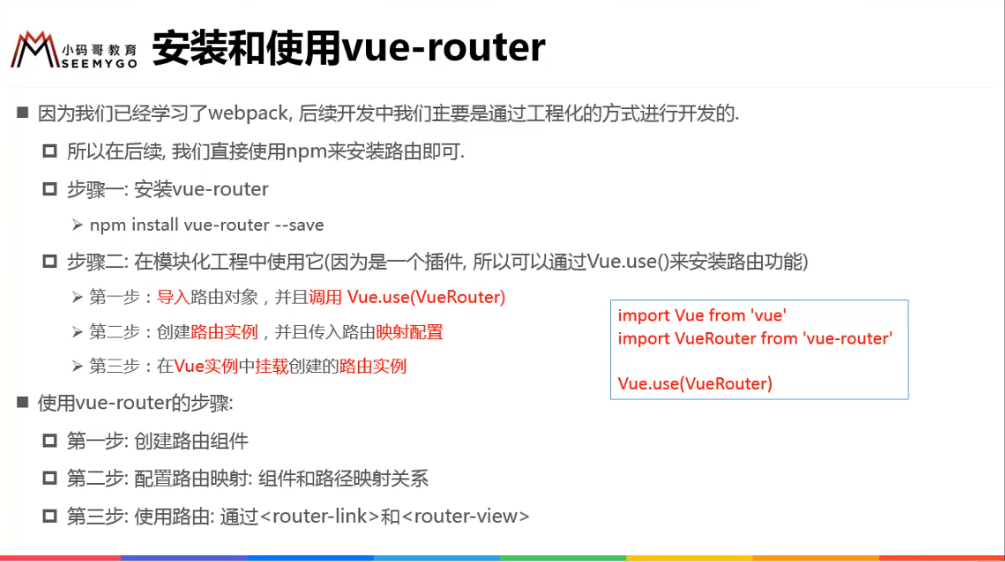 小码哥教育
SEEMYGO
安装和使用vue-router
因为我们已经学习了webpack, 后续开发中我们主要是通过工程化的方式进行开发的.
所以在后续, 我们直接使用npm来安装路由即可.
步骤一: 安装vue-router
npm install vue-router --save
步骤二: 在模块化工程中使用它(因为是一个插件, 所以可以通过Vue.use()来安装路由功能)
第一步：导入路由对象，并且调用 Vue.use(VueRouter)
第二步：创建路由实例，并且传入路由映射配置
第三步：在Vue实例中挂载创建的路由实例
import Vue from 'vue'
import VueRouter from 'vue-router'
Vue.use(VueRouter)
使用vue-router的步骤:
第一步: 创建路由组件
第二步: 配置路由映射: 组件和路径映射关系
第三步: 使用路由: 通过<router-link>和<router-view>